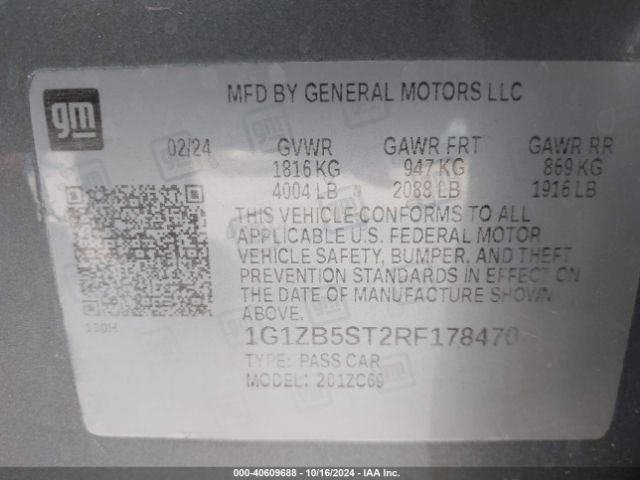 gm
MFD BY GENERAL MOTORS LLC
02/24 GVWR GAWR FRT GAWR RR
1816 KG 947 KG 869 KG
4004 LB 2088 LB 1916 LB
THIS VEHICLE CONFORMS TO ALL
APPLICABLE U.S. FEDERAL MOTOR
VEHICLE SAFETY, BUMPER, AND THEFT
PREVENTION STANDARDS IN EFFECT ON
THE DATE OF MANUFACTURE SHOWN
ABOVE.
130H
1G1ZB5ST2RF178470
TYPE: PASS CAR
MODEL: 201ZC69
000-40609688 - 10/16/2024 - IAA Inc.